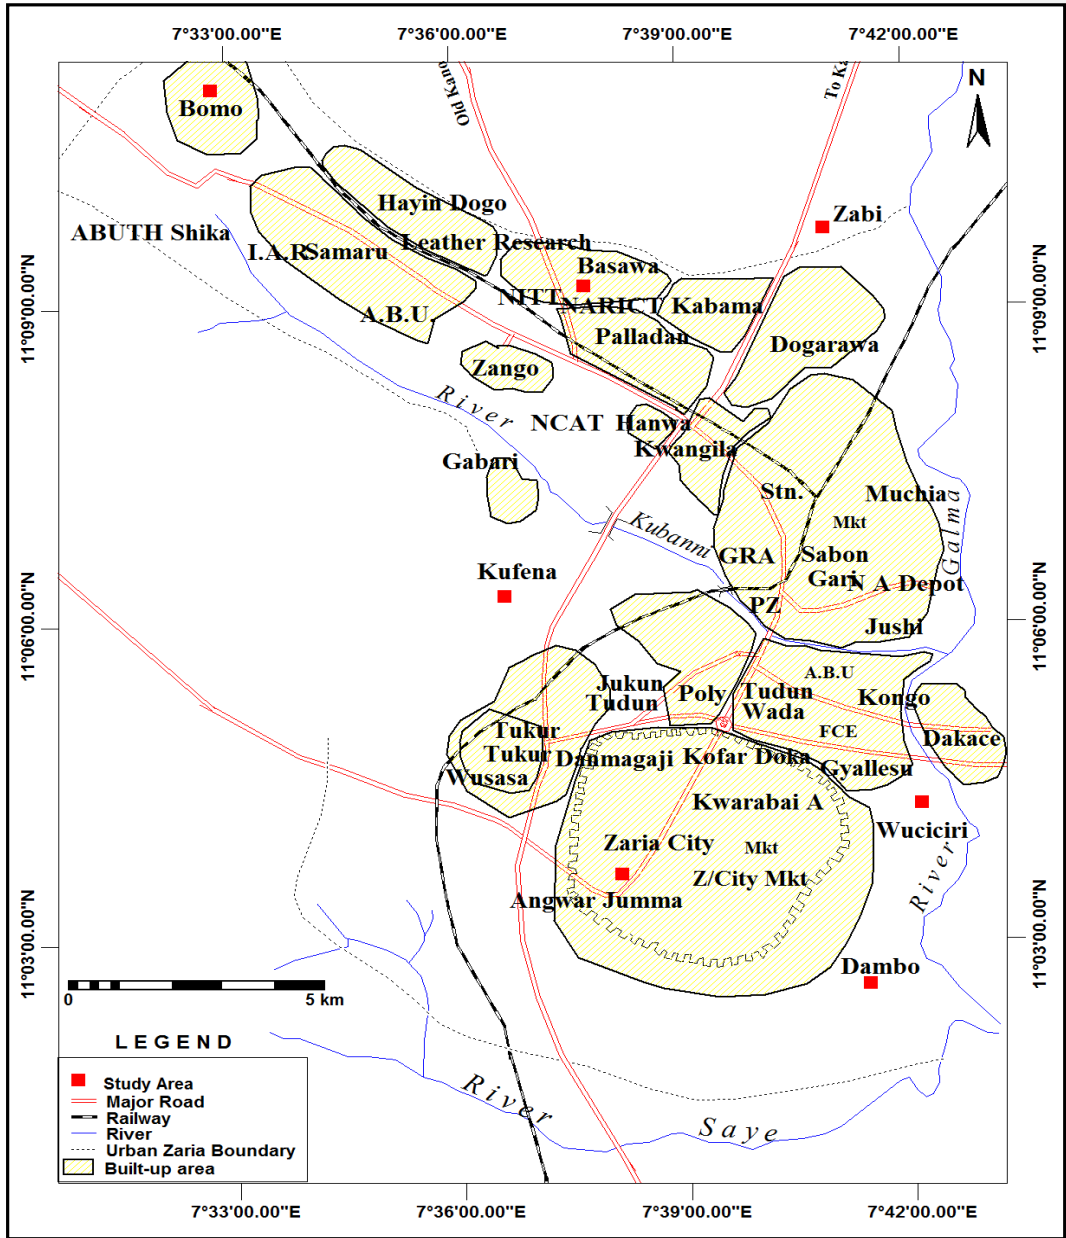 7°33'00.00"E 7°36'00.00"E 7°39'00.00"E 7°42'00.00"E
N
Old Kano
To Ka
Bomo
Hayin Dogo
Zabi
ABUTH Shika
I.A.R.
Samaru
Leather Research
Basawa
11°09'00.00"N
11°09'00.00"N
NITT
NARICT
Kabama
A.B.U.
Palladan
Dogarawa
Zango
River
NCAT
Hanwa
Kwangila
Gabari
Stn.
Muchia
Galma
Mkt
Kubanni
GRA
Sabon
Gari
N A Depot
Kufena
PZ
Jushi
11°06'00.00"N
11°06'00.00"N
A.B.U
Jukun
Tudun
Poly
Tudun
Wada
Kongo
Tukur
Tukur
FCE
Dakace
Danmagaji
Kofar Doka
Gyallesu
Wusasa
Kwarabai A
Wuciciri
Zaria City
Mkt
River
Z/City Mkt
Angwar Jumma
11°03'00.00"N
11°03'00.00"N
Dambo
0 5 km
LEGEND
Study Area
Major Road
Railway
River
Urban Zaria Boundary
Built-up area
River
Saye
7°33'00.00"E 7°36'00.00"E 7°39'00.00"E 7°42'00.00"E